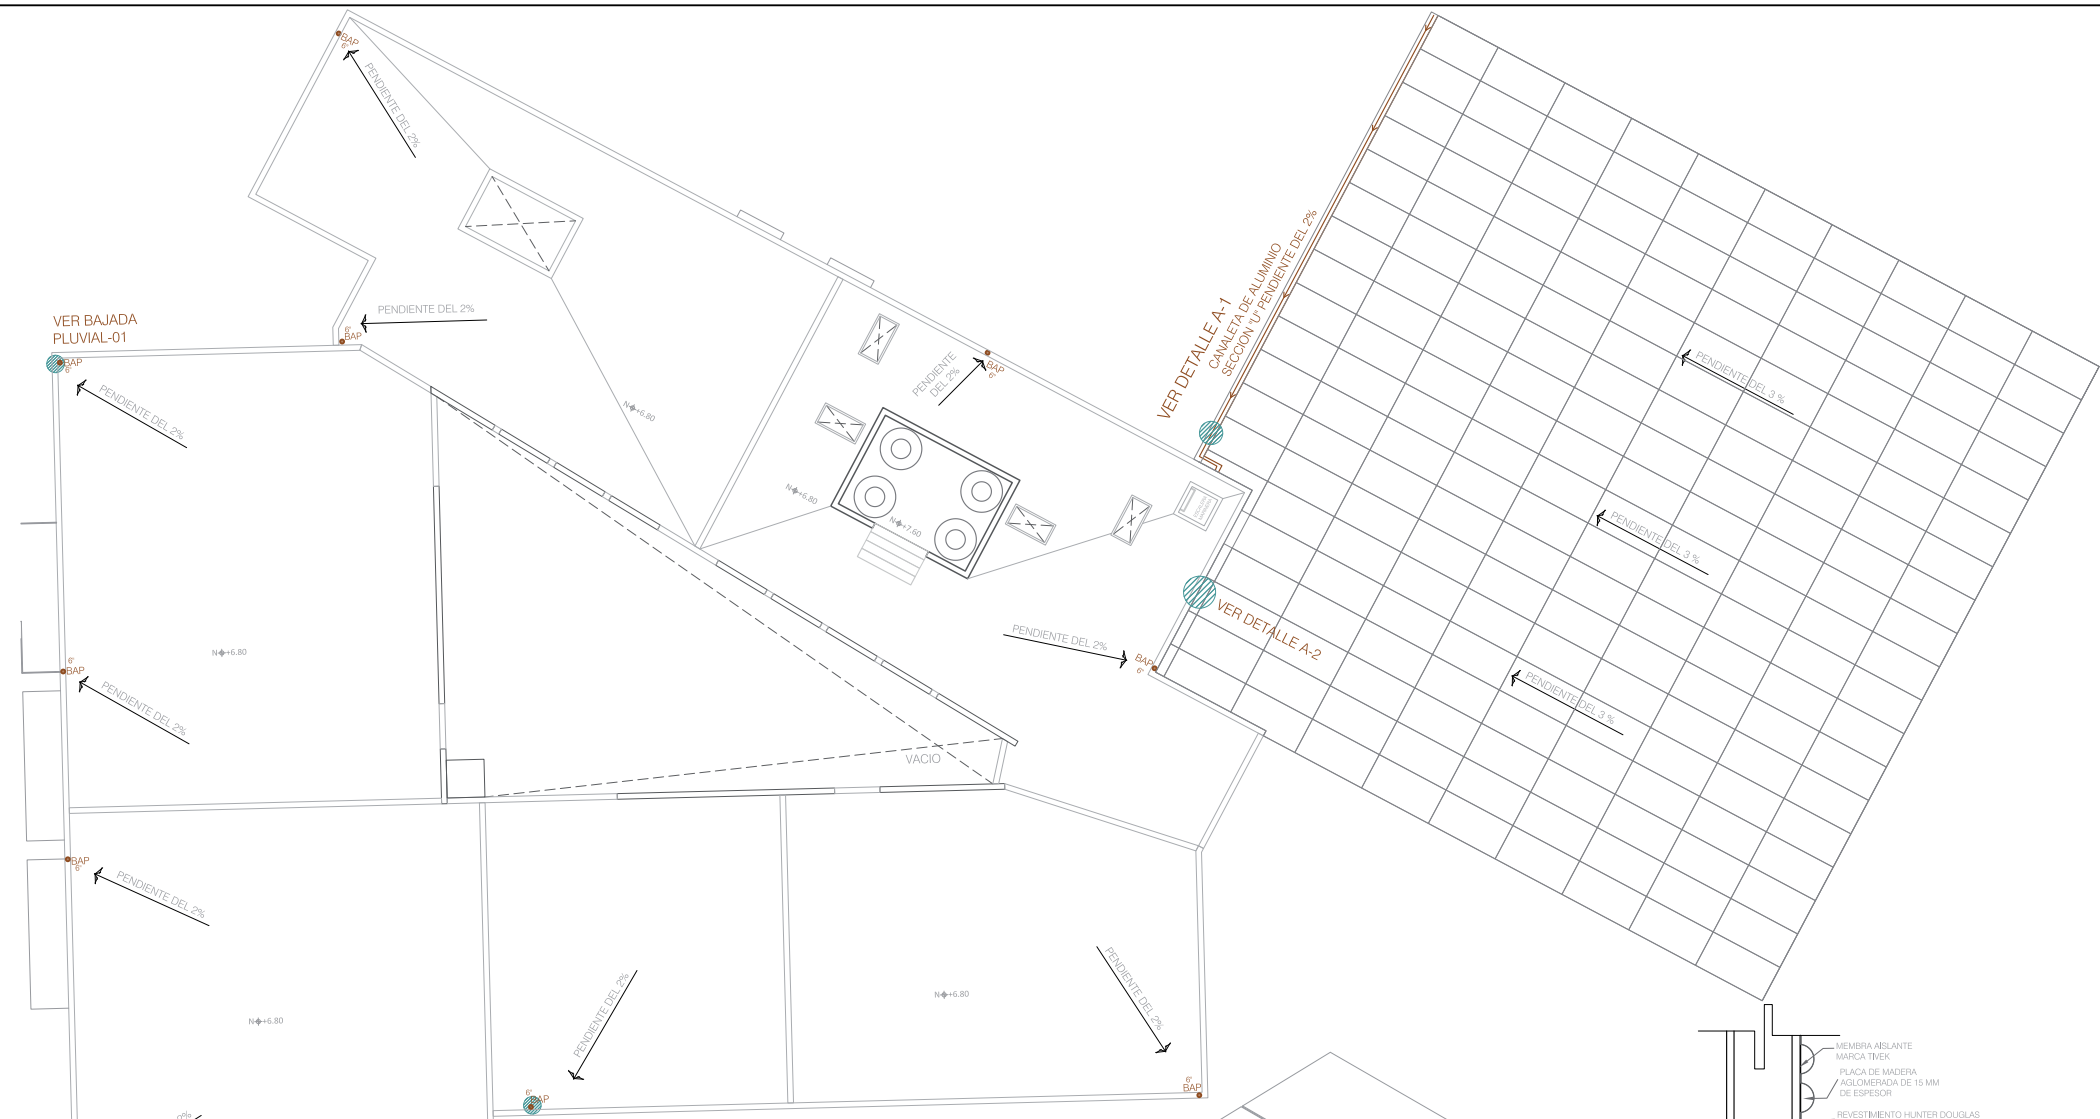 BAP
6"
PENDIENTE DEL 2%
PENDIENTE DEL 2%
6"
BAP
VER BAJADA
PLUVIAL-01
BAP
6"
PENDIENTE DEL 2%
N+6.80
PENDIENTE
DEL 2%
BAP
6"
N+6.80
N+7.60
VER DETALLE A-1
CANALETA DE ALUMINIO
SECCION "U" PENDIENTE DEL 2%
PENDIENTE DEL 3 %
PENDIENTE DEL 3 %
PENDIENTE DEL 3 %
VER DETALLE A-2
PENDIENTE DEL 2%
BAP
6"
N+6.80
6"
BAP
PENDIENTE DEL 2%
VACIO
BAP
6"
PENDIENTE DEL 2%
N+6.80
PENDIENTE DEL 2%
N+6.80
PENDIENTE DEL 2%
6"
BAP
6"
BAP
MEMBRA AISLANTE
MARCA TIVEK
PLACA DE MADERA
AGLOMERADA DE 15 MM
DE ESPESOR
REVESTIMIENTO HUNTER DOUGLAS